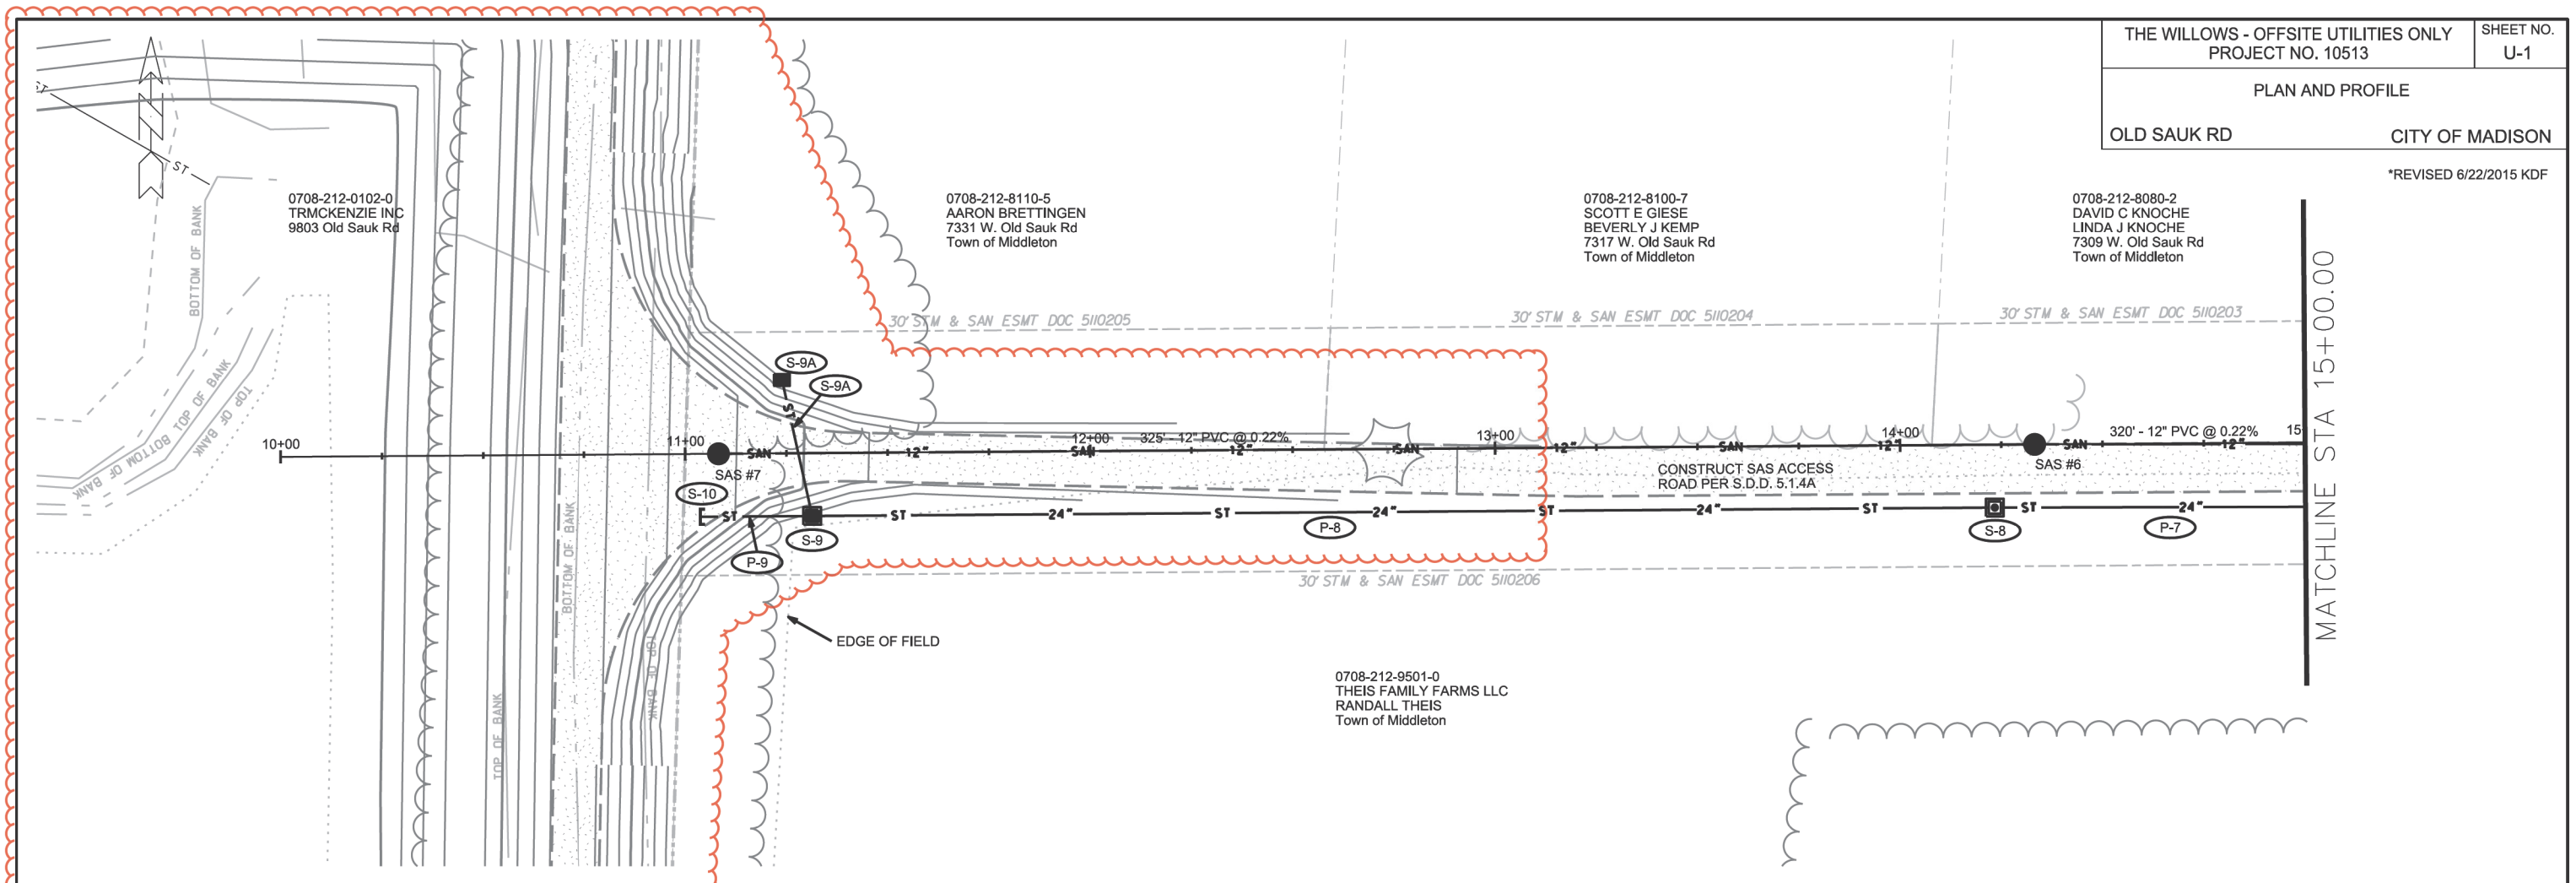 THE WILLOWS - OFFSITE UTILITIES ONLY
PROJECT NO. 10513
SHEET NO.
U-1
PLAN AND PROFILE
OLD SAUK RD
CITY OF MADISON
*REVISED 6/22/2015 KDF
ST
ST
0708-212-0102-0
TRMCKENZIE INC
9803 Old Sauk Rd
0708-212-8110-5
AARON BRETTINGEN
7331 W. Old Sauk Rd
Town of Middleton
0708-212-8100-7
SCOTT E GIESE
BEVERLY J KEMP
7317 W. Old Sauk Rd
Town of Middleton
0708-212-8080-2
DAVID C KNOCHE
LINDA J KNOCHE
7309 W. Old Sauk Rd
Town of Middleton
MATCHLINE STA 15+00.00
BOTTOM OF BANK
TOP OF BANK
TOP OF BANK
BOTTOM OF BANK
30' STM & SAN ESMT DOC 5110205
30' STM & SAN ESMT DOC 5110204
30' STM & SAN ESMT DOC 5110203
S-9A
S-9A
ST
10+00
11+00
12+00
325' - 12" PVC @ 0.22%
13+00
14+00
320' - 12" PVC @ 0.22%
15
SAN
12"
SAN
12"
SAN
12"
SAN
12"
SAN
12"
SAS #7
SAS #6
CONSTRUCT SAS ACCESS
ROAD PER S.D.D. 5.1.4A
S-10
ST
ST
24"
ST
24"
ST
24"
ST
ST
24"
S-9
P-9
P-8
S-8
P-7
BOTTOM OF BANK
TOP OF BANK
TOP OF BANK
30' STM & SAN ESMT DOC 5110206
EDGE OF FIELD
0708-212-9501-0
THEIS FAMILY FARMS LLC
RANDALL THEIS
Town of Middleton